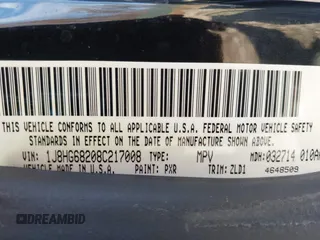 THIS VEHICLE CONFORMS TO ALL APPLICABLE U.S.A. FEDERAL MOTOR VEHICLE SAFETY
STANDARDS IN EFFECT ON THE DATE OF MANUFACTURE SHOWN ABOVE.
VIN: 1J8HG68208C217008 TYPE: MPV MDH: 032714 010A
VEHICLE MADE IN U.S.A. PAINT: PXR TRIM: ZLD1 4648509
AUTOBIDCAR